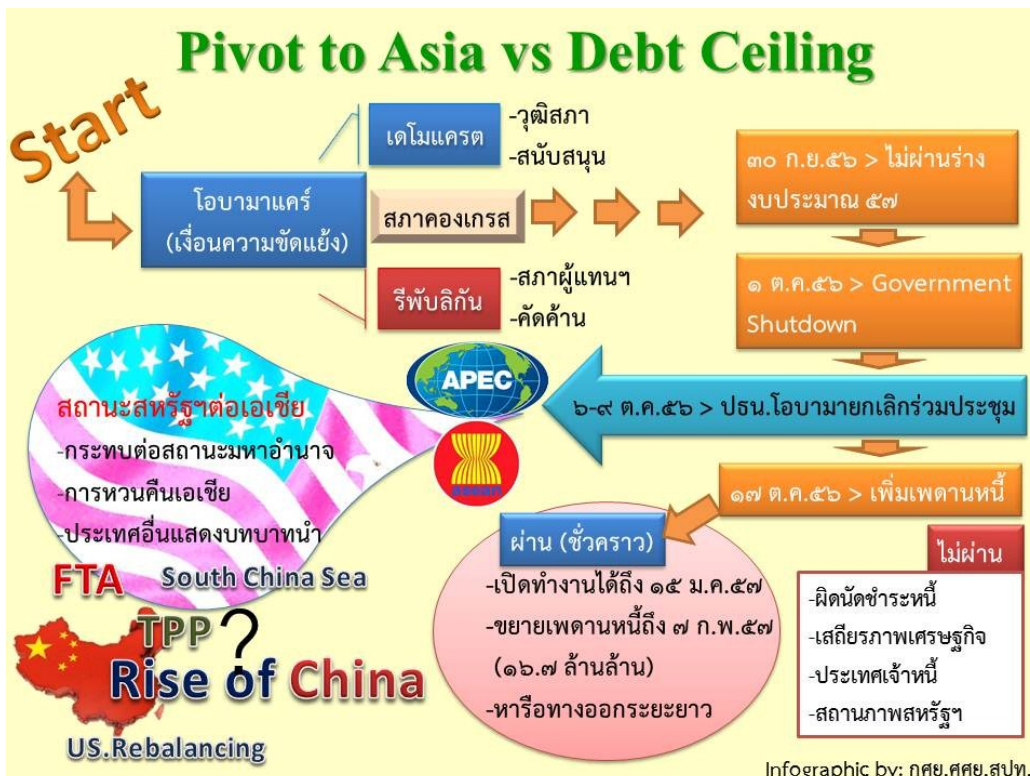 Pivot to Asia vs Debt Ceiling
Start
โอบามาแคร์
(เงื่อนความขัดแย้ง)
เดโมแครต
-วุฒิสภา
-สนับสนุน
สภาคองเกรส
รีพับลิกัน
-สภาผู้แทนฯ
-คัดค้าน
๓๐ ก.ย.๕๖ > ไม่ผ่านร่าง
งบประมาณ ๕๗
๑ ต.ค.๕๖ > Government
Shutdown
๖-๙ ต.ค.๕๖ > ปธน.โอบามายกเลิกร่วมประชุม
APEC
asean
สถานะสหรัฐฯต่อเอเชีย
-กระทบต่อสถานะมหาอำนาจ
-การหวนคืนเอเชีย
-ประเทศอื่นแสดงบทบาทนำ
๑๗ ต.ค.๕๖ > เพิ่มเพดานหนี้
ผ่าน (ชั่วคราว)
-เปิดทำงานได้ถึง ๑๕ ม.ค.๕๗
-ขยายเพดานหนี้ถึง ๗ ก.พ.๕๗
(๑๖.๗ ล้านล้าน)
-หารือทางออกระยะยาว
ไม่ผ่าน
-ผิดนัดชำระหนี้
-เสถียรภาพเศรษฐกิจ
-ประเทศเจ้าหนี้
-สถานภาพสหรัฐฯ
FTA
South China Sea
TPP ?
Rise of China
US.Rebalancing
Infographic by: กศย.ศศย.สปท.